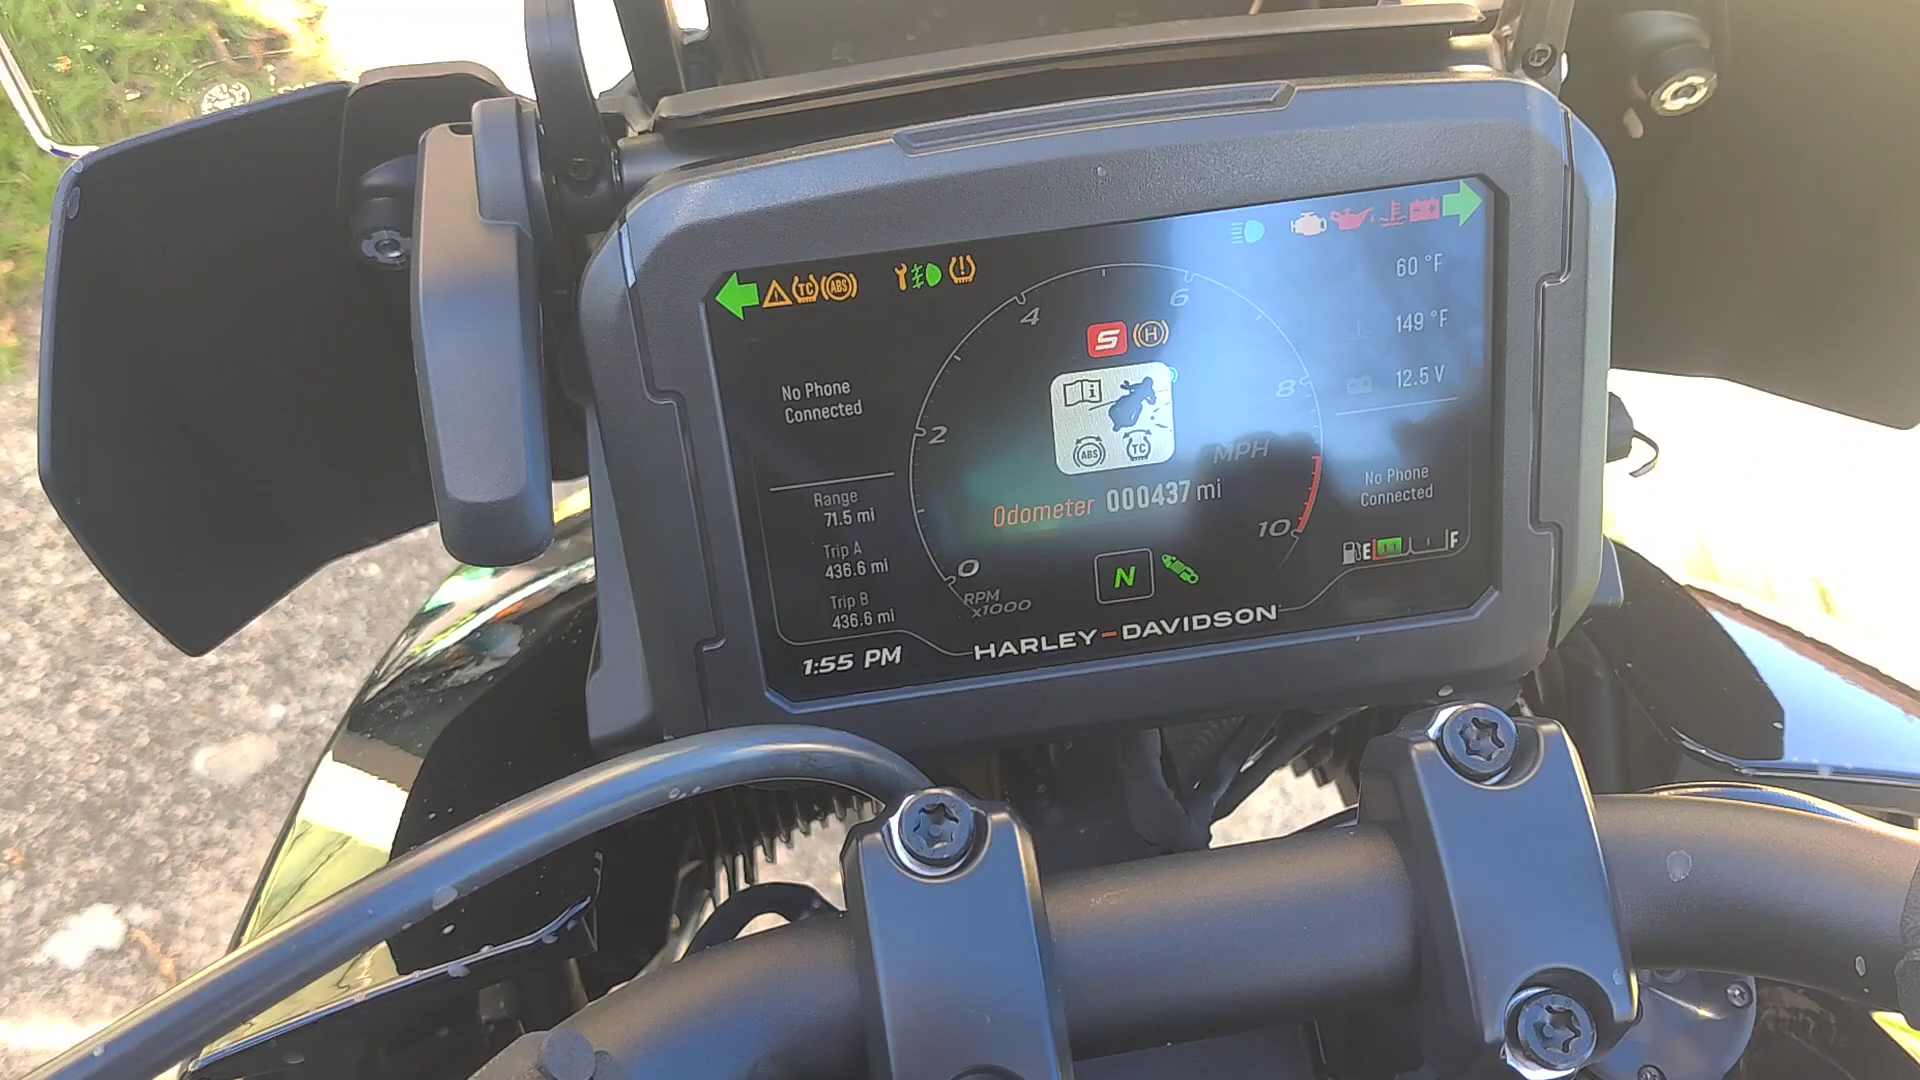 TC
ABS
60 °F
149 °F
12.5 V
No Phone
Connected
S
H
i
ABS
TC
0
2
4
6
8
10
MPH
RPM
x1000
Odometer 000437 mi
Range
71.5 mi
Trip A
436.6 mi
Trip B
436.6 mi
No Phone
Connected
E
F
N
1:55 PM
HARLEY-DAVIDSON